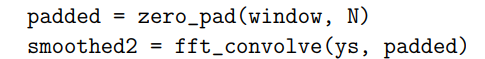 padded = zero_pad(window, N)
smoothed2 = fft_convolve(ys, padded)